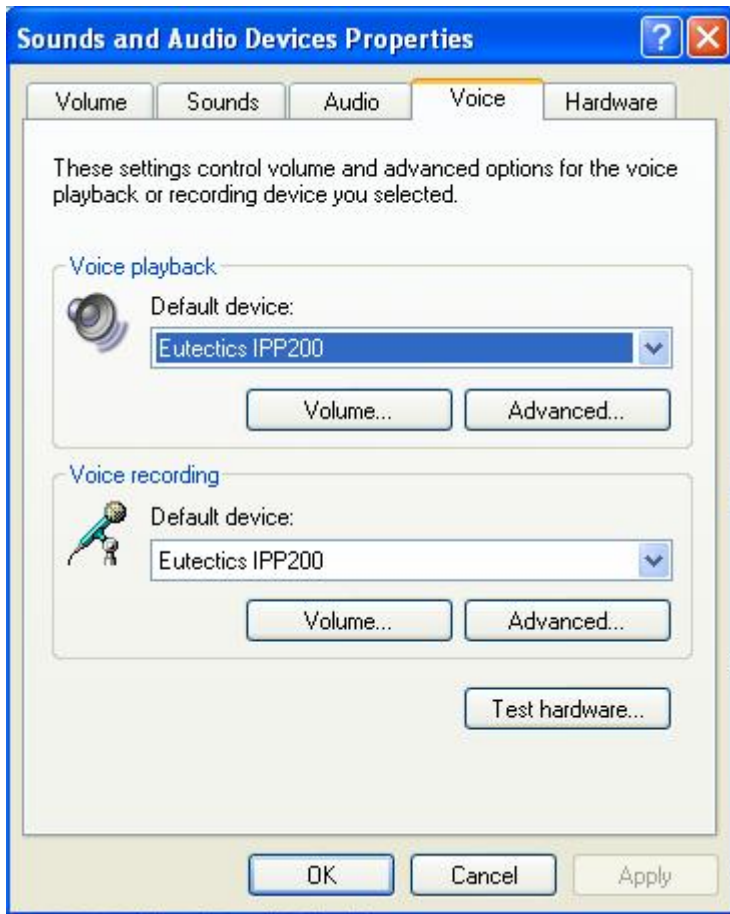 Sounds and Audio Devices Properties
Volume Sounds Audio Voice Hardware
These settings control volume and advanced options for the voice
playback or recording device you selected.
Voice playback
Default device:
Eutectics IPP200
Volume... Advanced...
Voice recording
Default device:
Eutectics IPP200
Volume... Advanced...
Test hardware...
OK Cancel Apply